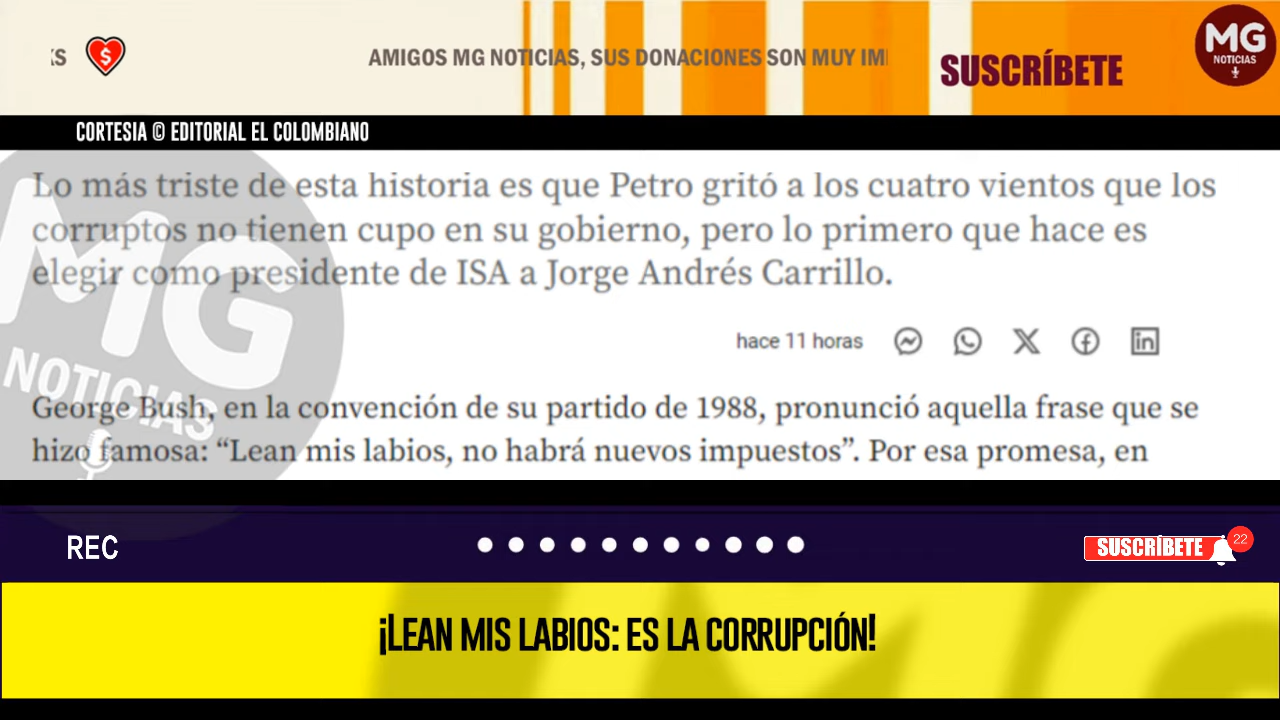 AMIGOS MG NOTICIAS, SUS DONACIONES SON MUY
SUSCRÍBETE
MG
NOTICIAS
CORTESIA © EDITORIAL EL COLOMBIANO
Lo más triste de esta historia es que Petro gritó a los cuatro vientos que los
corruptos no tienen cupo en su gobierno, pero lo primero que hace es
elegir como presidente de ISA a Jorge Andrés Carrillo.
hace 11 horas
MG
NOTICIAS
George Bush, en la convención de su partido de 1988, pronunció aquella frase que se
hizo famosa: “Lean mis labios, no habrá nuevos impuestos”. Por esa promesa, en
REC
SUSCRÍBETE
22
¡LEAN MIS LABIOS: ES LA CORRUPCIÓN!